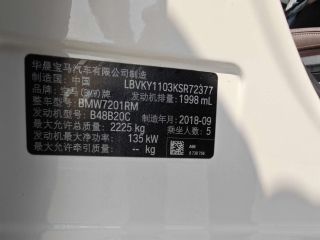 华晨宝马汽车有限公司制造
制造国：中国 LBVKY1103KSR72377
品牌：宝马(BMW)牌 发动机排量：1998 mL
整车型号：BMW7201RM
发动机型号：B48B20C 制造年月：2018-09
最大允许总质量：2225 kg 乘坐人数：5
发动机最大净功率：135 kW
最大允许牵引质量：-- kg